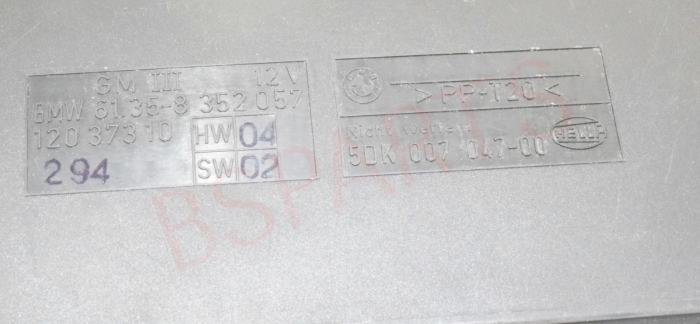 GM III 12V
BMW 61.35-8 352 057
120 373 10 HW 04
294 SW 02
>PP-T20<
Nicht werfen
5DK 007 047-00
HELLA
BSPARTS